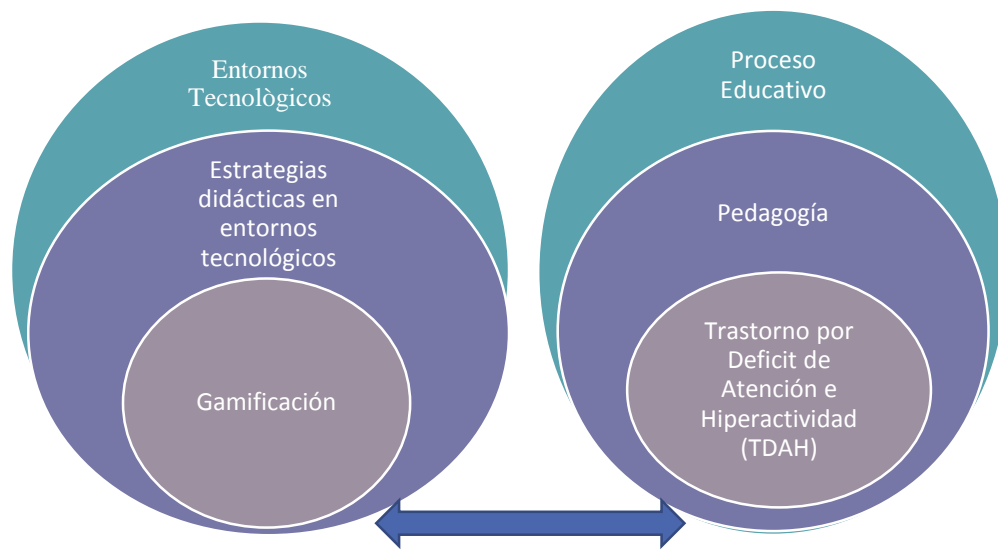 Entornos
Tecnològicos
Estrategias
didácticas en
entornos
tecnológicos
Gamificación
Proceso
Educativo
Pedagogía
Trastorno por
Deficit de
Atención e
Hiperactividad
(TDAH)